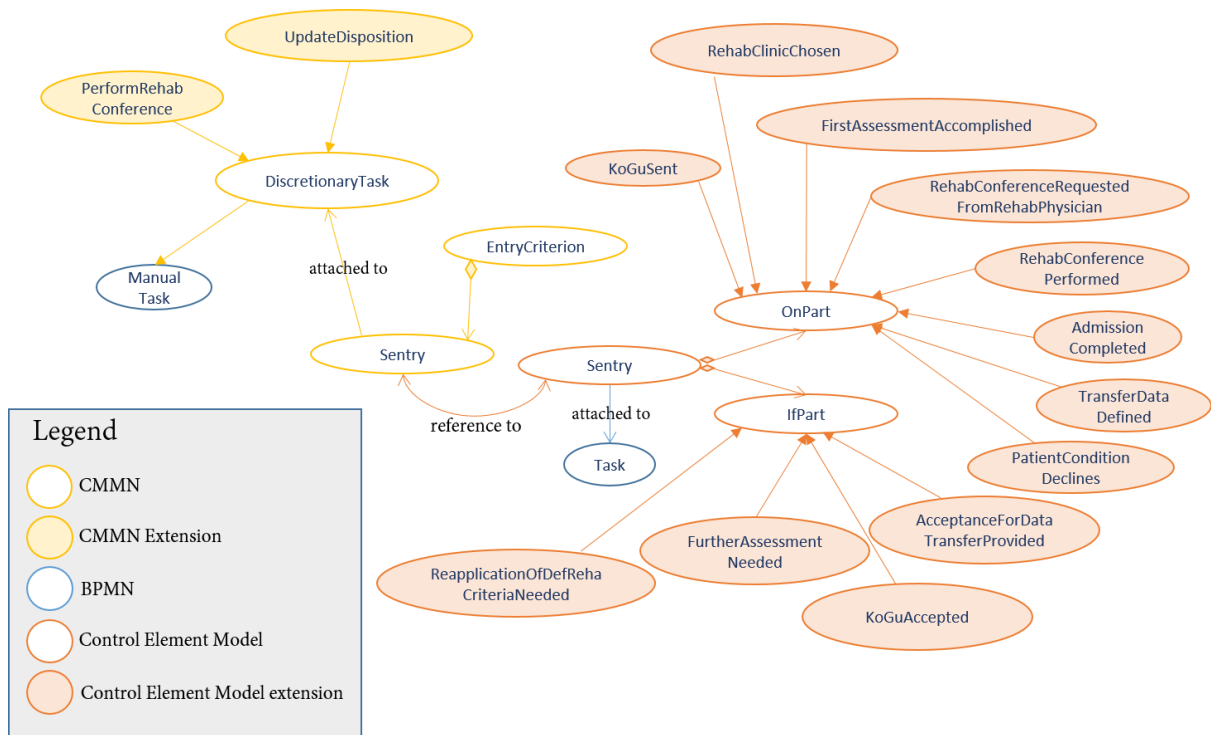 UpdateDisposition
PerformRehab
Conference
DiscretionaryTask
Manual
Task
attached to
EntryCriterion
Sentry
reference to
Sentry
attached to
Task
RehabClinicChosen
FirstAssessmentAccomplished
KoGuSent
RehabConferenceRequested
FromRehabPhysician
RehabConference
Performed
OnPart
Admission
Completed
TransferData
Defined
IfPart
PatientCondition
Declines
AcceptanceForData
TransferProvided
FurtherAssessment
Needed
ReapplicationOfDefReha
CriteriaNeeded
KoGuAccepted
Legend
CMMN
CMMN Extension
BPMN
Control Element Model
Control Element Model extension